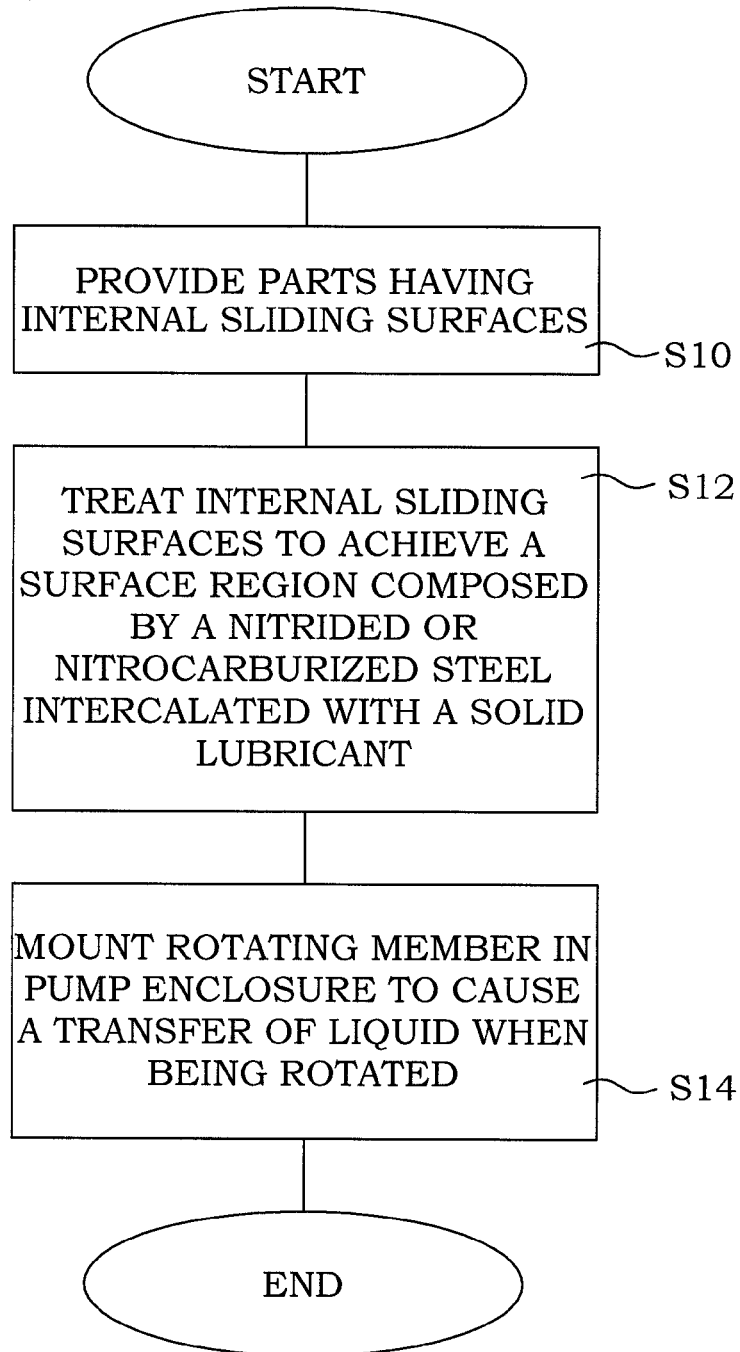 START
PROVIDE PARTS HAVING
INTERNAL SLIDING SURFACES
S10
TREAT INTERNAL SLIDING
SURFACES TO ACHIEVE A
SURFACE REGION COMPOSED
BY A NITRIDED OR
NITROCARBURIZED STEEL
INTERCALATED WITH A SOLID
LUBRICANT
S12
MOUNT ROTATING MEMBER IN
PUMP ENCLOSURE TO CAUSE
A TRANSFER OF LIQUID WHEN
BEING ROTATED
S14
END